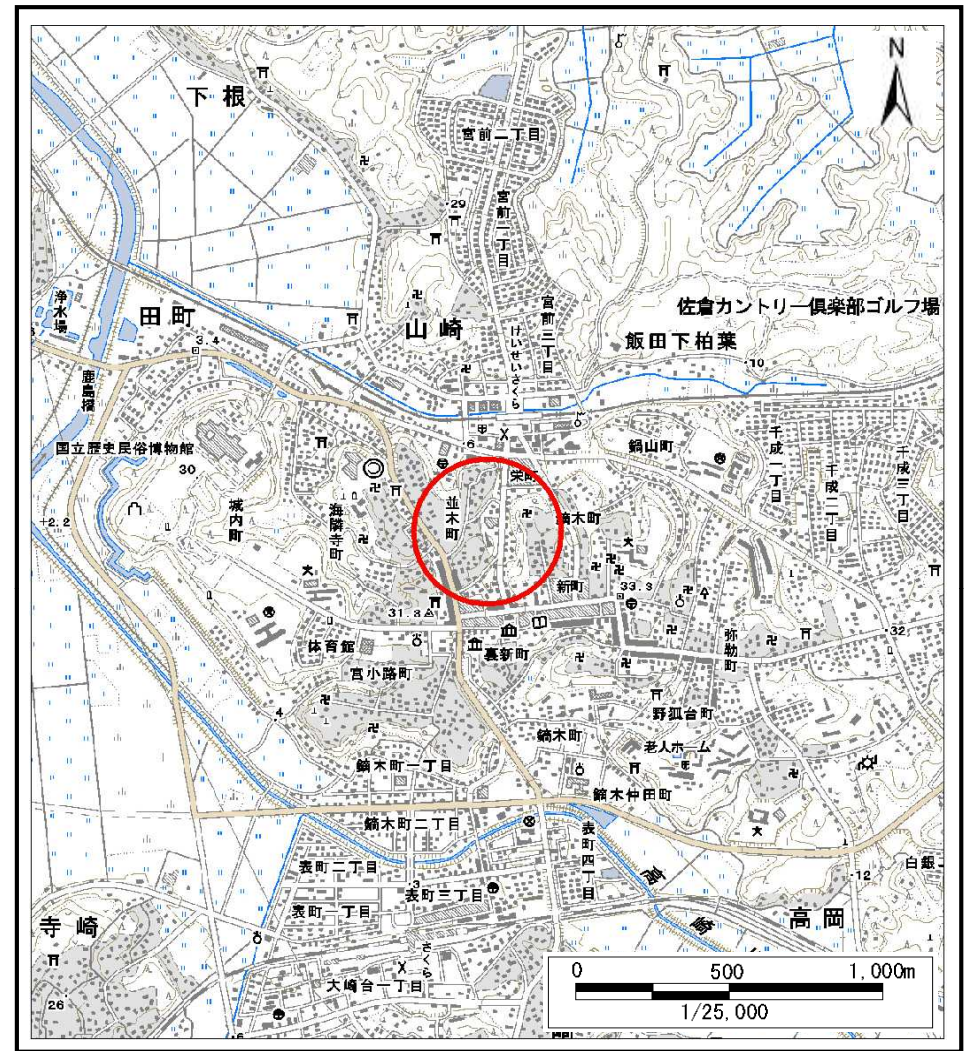 N
下根
宮前二丁目
29
宮前一丁目
浄水場
田町
3.4
山崎
宮前三丁目
けいせいさくら
佐倉カントリー倶楽部ゴルフ場
飯田下柏葉
10
鹿島橋
国立歴史民俗博物館
30
6
鍋山町
千成一丁目
千成二丁目
千成三丁目
栄町
+2.2
城内町
海隣寺町
並木町
鏑木町
新町
33.3
31.8
体育館
裏新町
弥勒町
32
宮小路町
野狐台町
4
鏑木町
老人ホーム
鏑木町一丁目
鏑木仲田町
鏑木町二丁目
表町四丁目
表町二丁目
3
表町三丁目
高崎
白銀
12
表町一丁目
寺崎
さくら
高岡
大崎台一丁目
26
0 500 1,000m
1/25,000